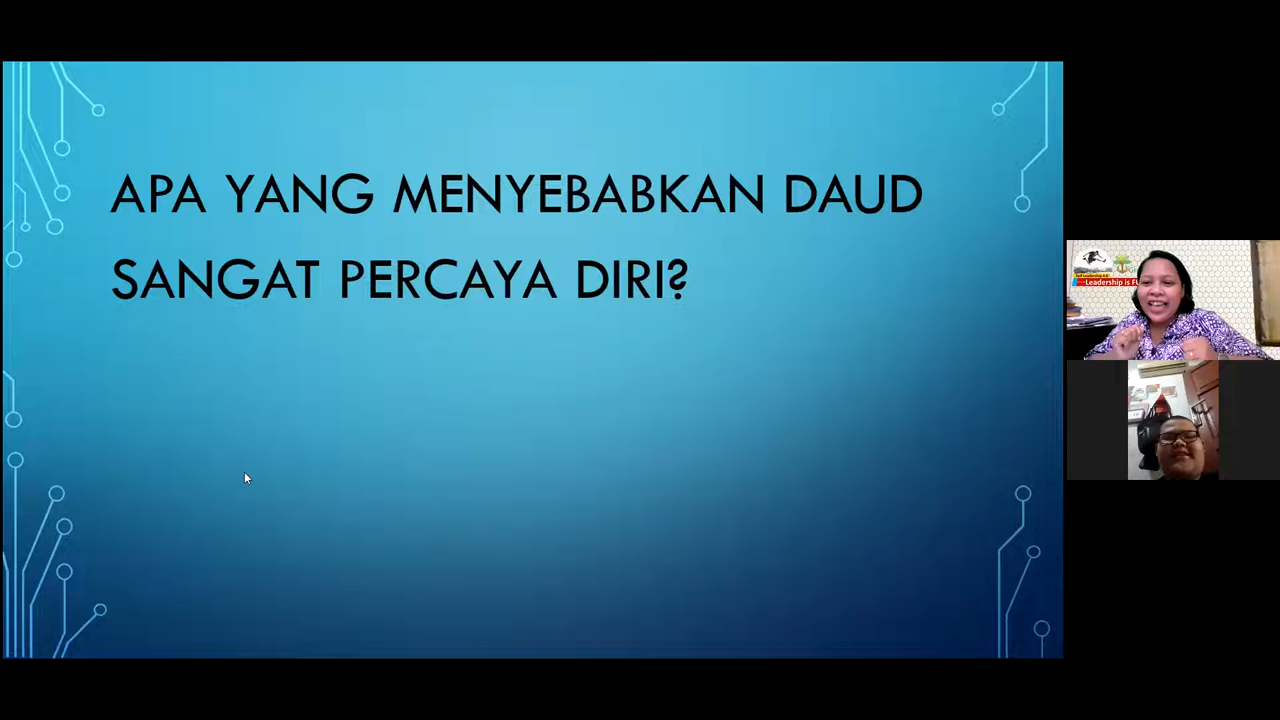 APA YANG MENYEBABKAN DAUD
SANGAT PERCAYA DIRI?
Leadership is